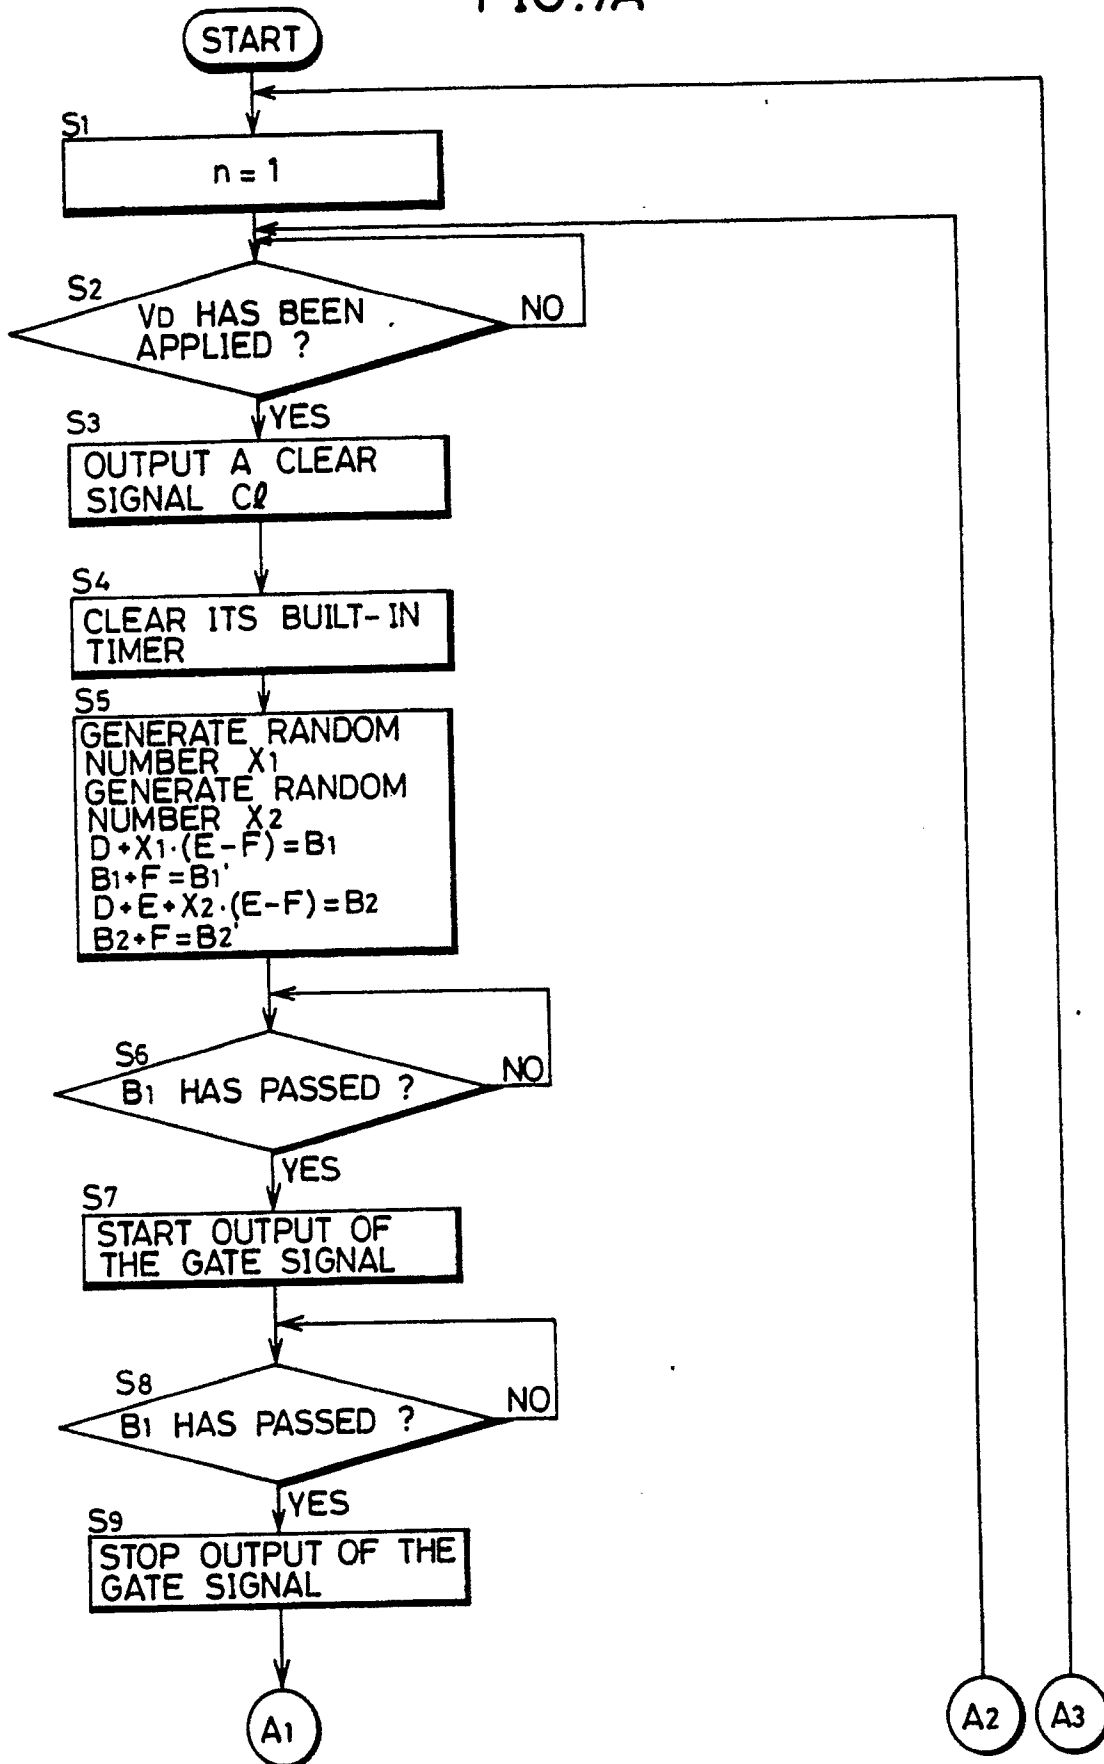 FIG.7A
START
S1
n = 1
S2
VD HAS BEEN
APPLIED ?
NO
YES
S3
OUTPUT A CLEAR
SIGNAL Cℓ
S4
CLEAR ITS BUILT-IN
TIMER
S5
GENERATE RANDOM
NUMBER X1
GENERATE RANDOM
NUMBER X2
D+X1·(E-F)=B1
B1+F=B1'
D+E+X2·(E-F)=B2
B2+F=B2'
S6
B1 HAS PASSED ?
NO
YES
S7
START OUTPUT OF
THE GATE SIGNAL
S8
B1 HAS PASSED ?
NO
YES
S9
STOP OUTPUT OF THE
GATE SIGNAL
A1
A2
A3